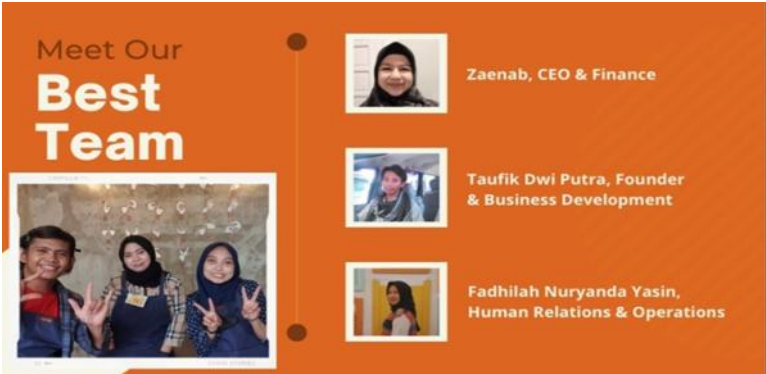 Meet Our
Best
Team
Zaenab, CEO & Finance
Taufik Dwi Putra, Founder
& Business Development
Fadhilah Nuryanda Yasin,
Human Relations & Operations